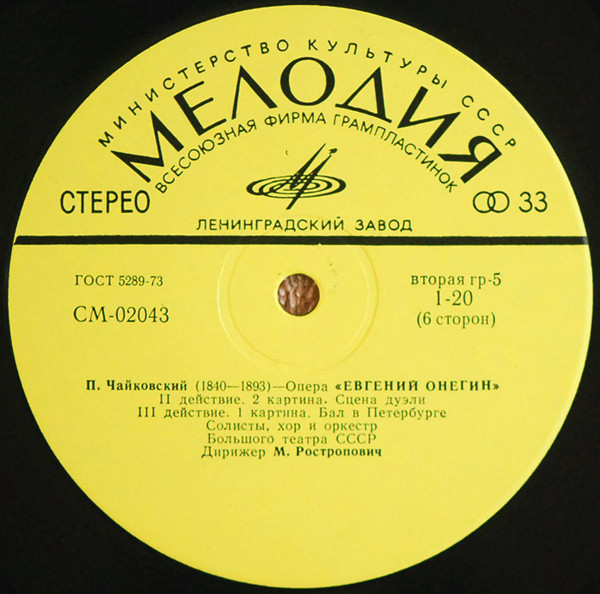 МИНИСТЕРСТВО КУЛЬТУРЫ СССР
МЕЛОДИЯ
ВСЕСОЮЗНАЯ ФИРМА ГРАМПЛАСТИНОК
СТЕРЕО
33
ЛЕНИНГРАДСКИЙ ЗАВОД
ГОСТ 5289-73
вторая гр-5
СМ-02043
1-20
(6 сторон)
П. Чайковский (1840—1893)—Опера «ЕВГЕНИЙ ОНЕГИН»
II действие. 2 картина. Сцена дуэли
III действие. 1 картина. Бал в Петербурге
Солисты, хор и оркестр
Большого театра СССР
Дирижер М. Ростропович